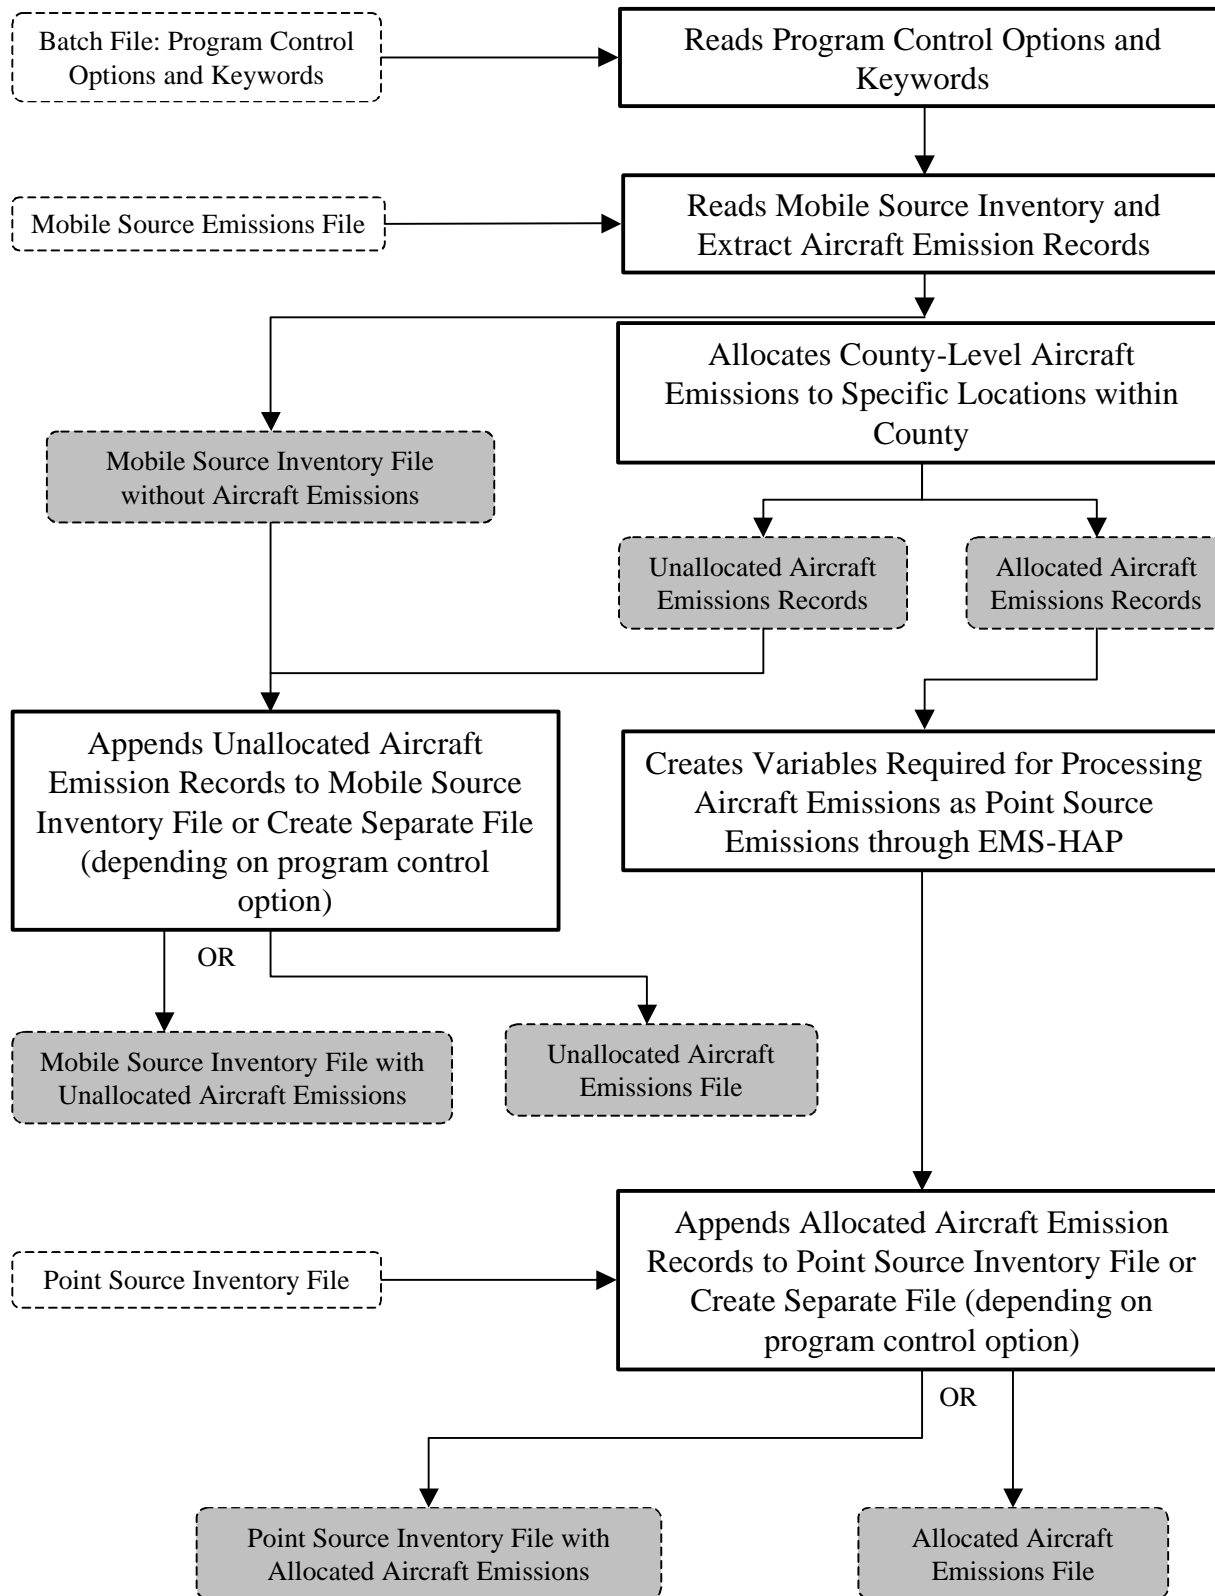 Batch File: Program Control
Options and Keywords
Reads Program Control Options and
Keywords
Mobile Source Emissions File
Reads Mobile Source Inventory and
Extract Aircraft Emission Records
Allocates County-Level Aircraft
Emissions to Specific Locations within
County
Mobile Source Inventory File
without Aircraft Emissions
Unallocated Aircraft
Emissions Records
Allocated Aircraft
Emissions Records
Appends Unallocated Aircraft
Emission Records to Mobile Source
Inventory File or Create Separate File
(depending on program control
option)
Creates Variables Required for Processing
Aircraft Emissions as Point Source
Emissions through EMS-HAP
OR
Mobile Source Inventory File with
Unallocated Aircraft Emissions
Unallocated Aircraft
Emissions File
Point Source Inventory File
Appends Allocated Aircraft Emission
Records to Point Source Inventory File or
Create Separate File (depending on
program control option)
OR
Point Source Inventory File with
Allocated Aircraft Emissions
Allocated Aircraft
Emissions File